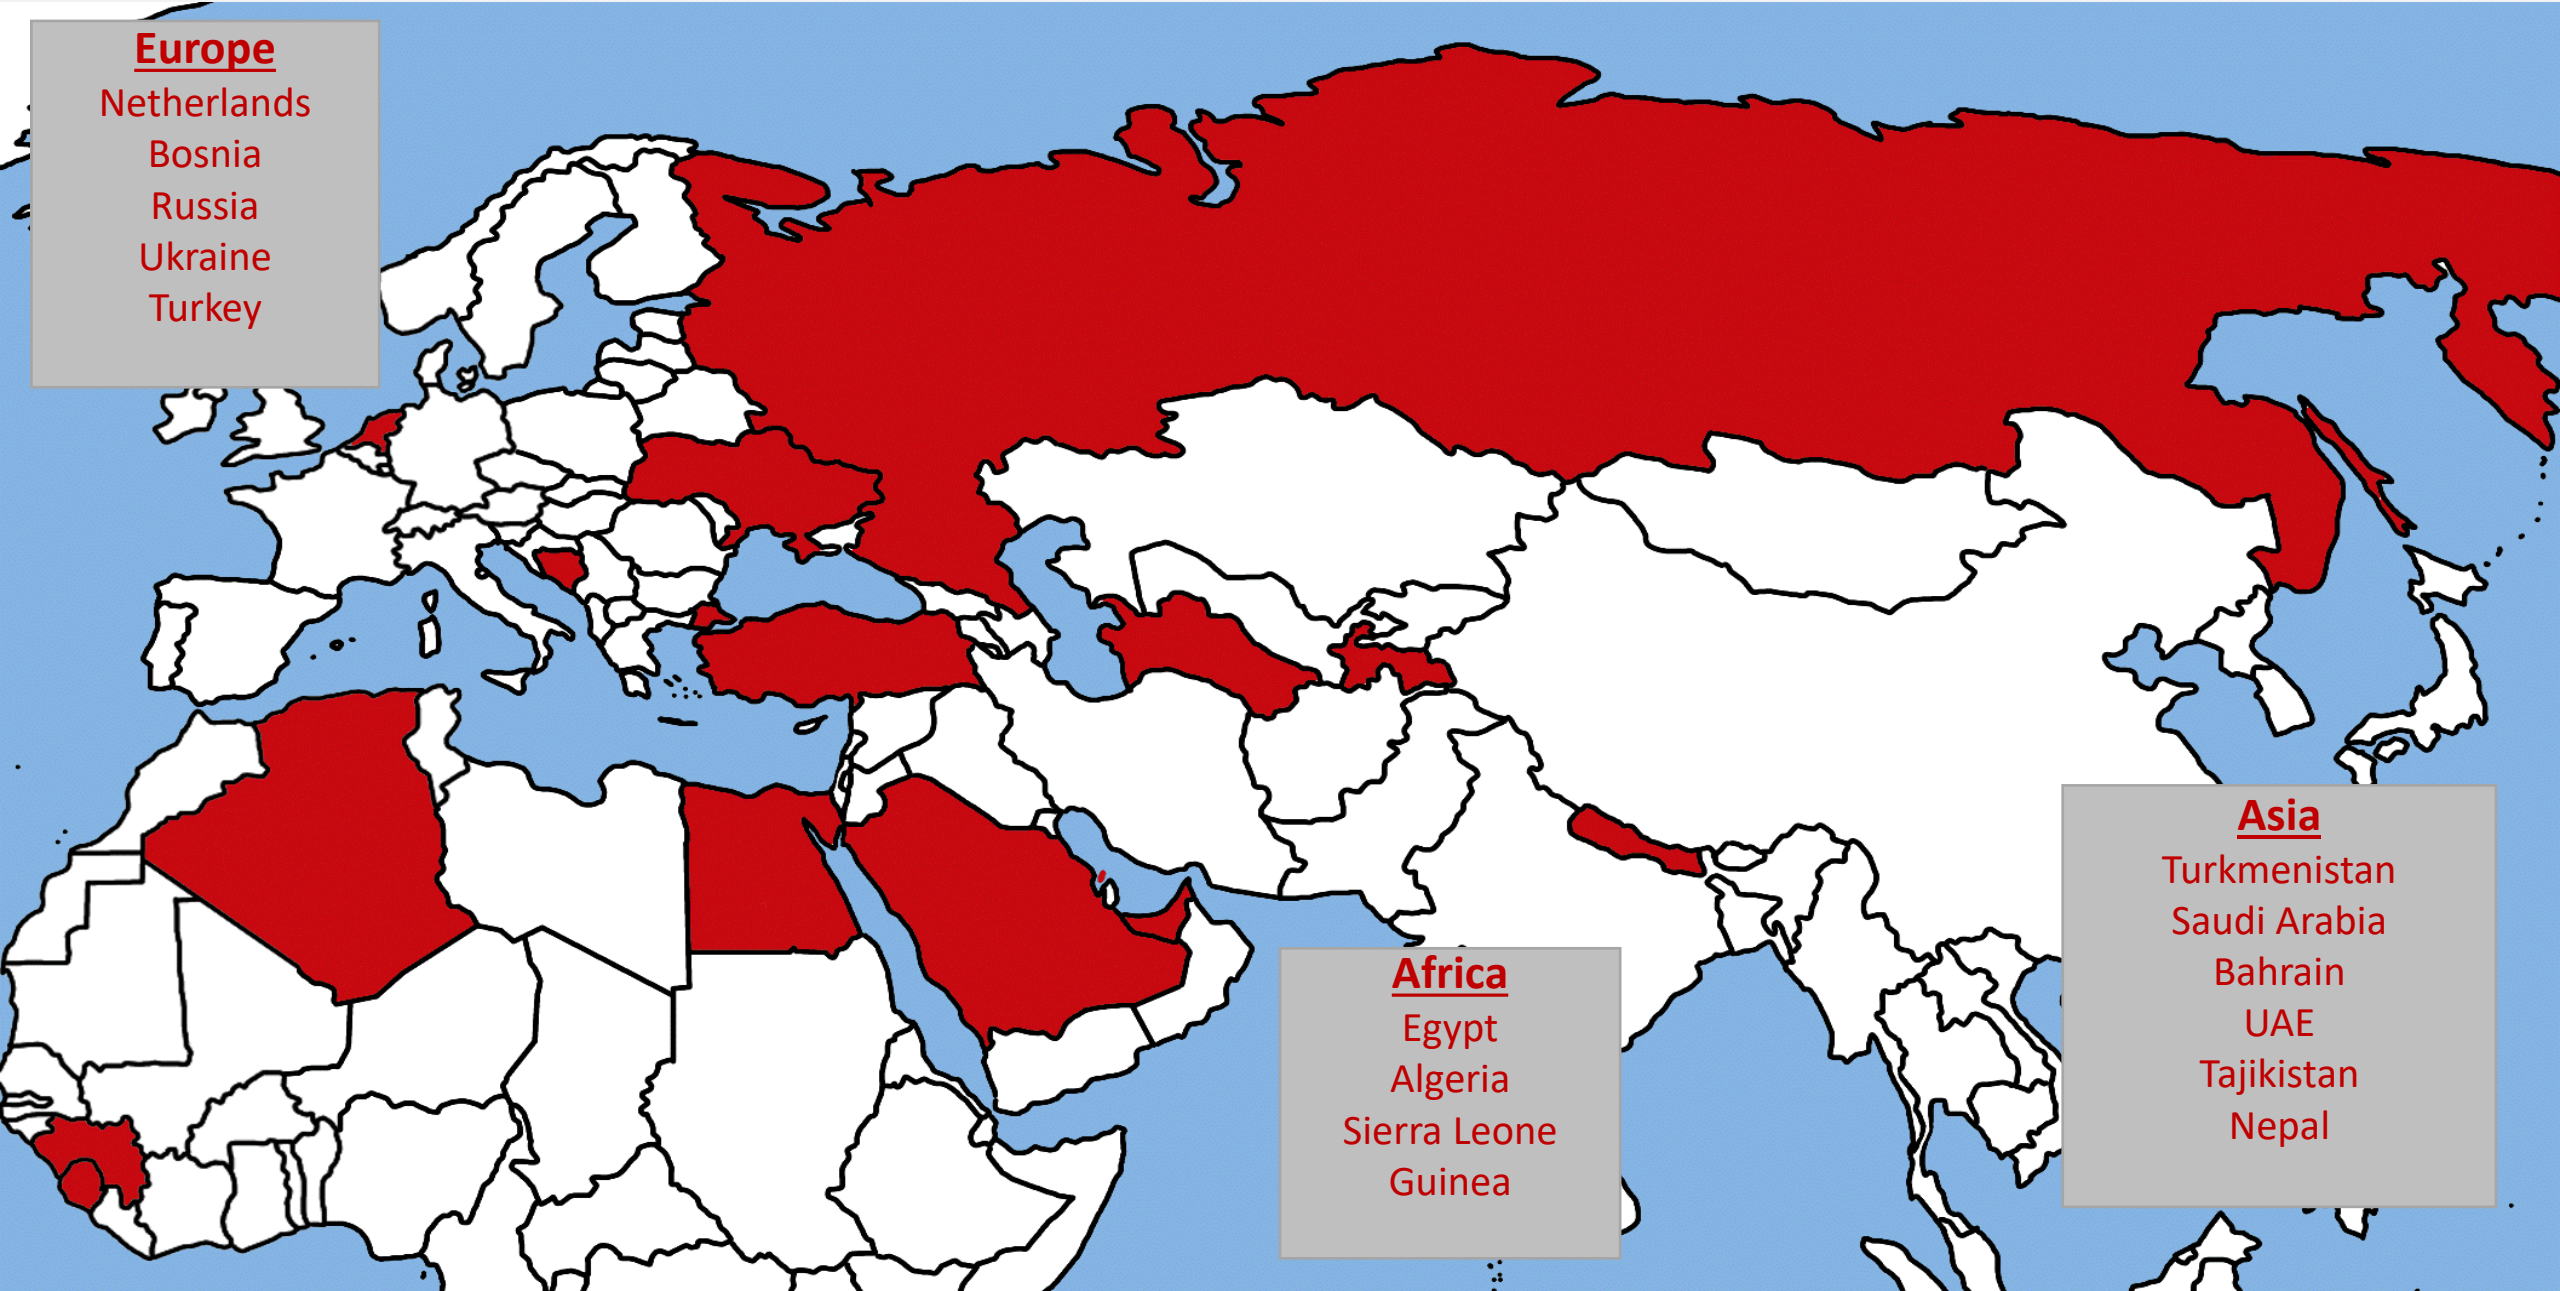 Europe
Netherlands
Bosnia
Russia
Ukraine
Turkey
Africa
Egypt
Algeria
Sierra Leone
Guinea
Asia
Turkmenistan
Saudi Arabia
Bahrain
UAE
Tajikistan
Nepal